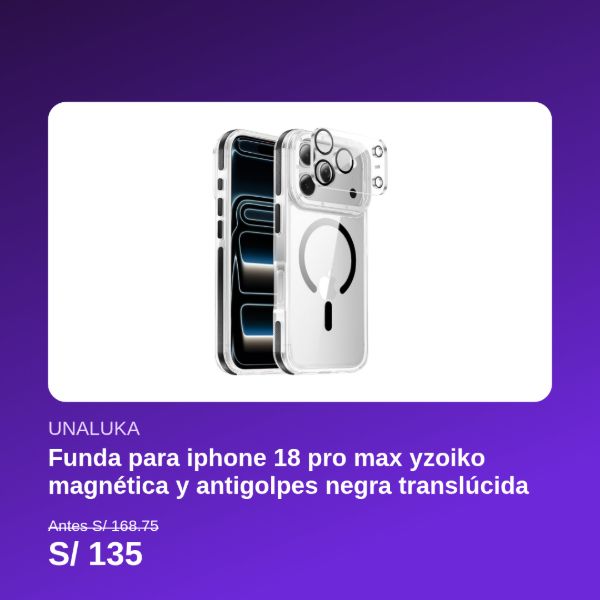 UNALUKA
Funda para iphone 18 pro max yzoiko
magnética y antigolpes negra translúcida
Antes S/ 168.75
S/ 135